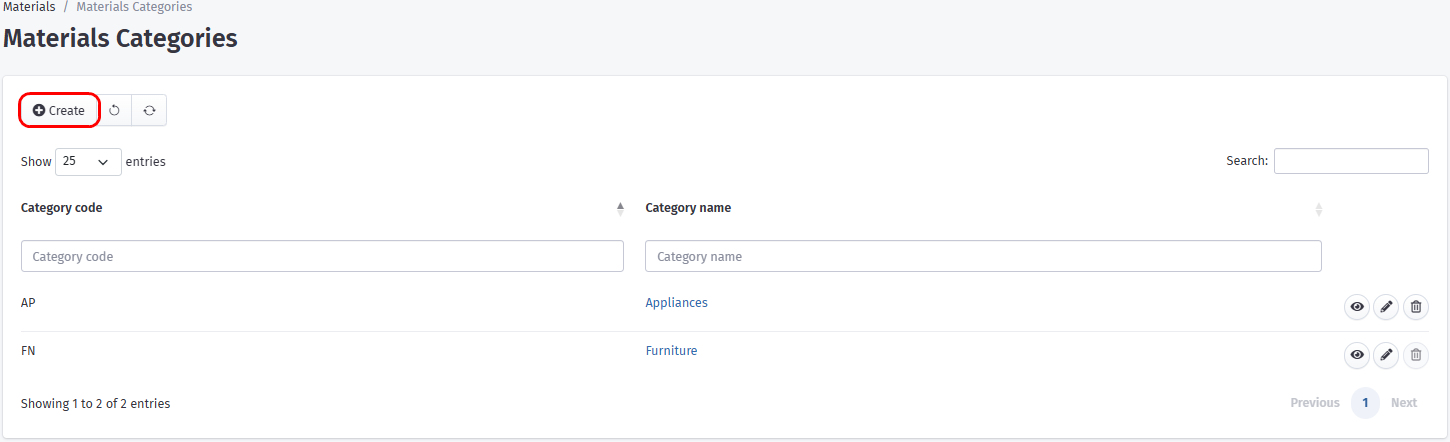 Materials / Materials Categories
Materials Categories
Create
Show 25 entries Search:
Category code Category name
Category code Category name
AP Appliances
FN Furniture
Showing 1 to 2 of 2 entries Previous 1 Next